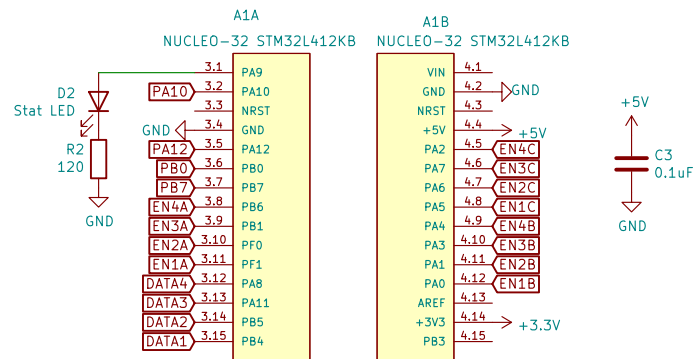 A1A
NUCLEO-32 STM32L412KB
A1B
NUCLEO-32 STM32L412KB
D2
Stat LED
R2
120
GND
3.1 PA9
PA10 3.2 PA10
3.3 NRST
GND 3.4 GND
PA12 3.5 PA12
PB0 3.6 PB0
PB7 3.7 PB7
EN4A 3.8 PB6
EN3A 3.9 PB1
EN2A 3.10 PF0
EN1A 3.11 PF1
DATA4 3.12 PA8
DATA3 3.13 PA11
DATA2 3.14 PB5
DATA1 3.15 PB4
VIN 4.1
GND 4.2 GND
NRST 4.3
+5V 4.4 +5V
PA2 4.5 EN4C
PA7 4.6 EN3C
PA6 4.7 EN2C
PA5 4.8 EN1C
PA4 4.9 EN4B
PA3 4.10 EN3B
PA1 4.11 EN2B
PA0 4.12 EN1B
AREF 4.13
+3V3 4.14 +3.3V
PB3 4.15
+5V
C3
0.1uF
GND